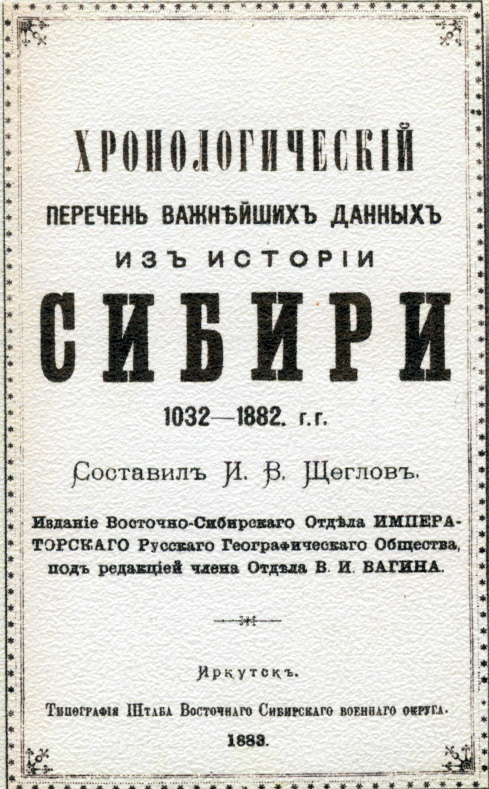 ХРОНОЛОГИЧЕСКІЙ
ПЕРЕЧЕНЬ ВАЖНѢЙШИХЪ ДАННЫХЪ
ИЗЪ ИСТОРІИ
СИБИРИ
1032—1882. г.г.
Составилъ И. В. Щегловъ.
Изданіе Восточно-Сибирскаго Отдѣла ИМПЕРА-
ТОРСКАГО Русскаго Географическаго Общества,
подъ редакціей члена Отдѣла В. И. ВАГИНА.
Иркутскъ.
Типографія Штаба Восточнаго Сибирскаго военнаго округа.
1883.